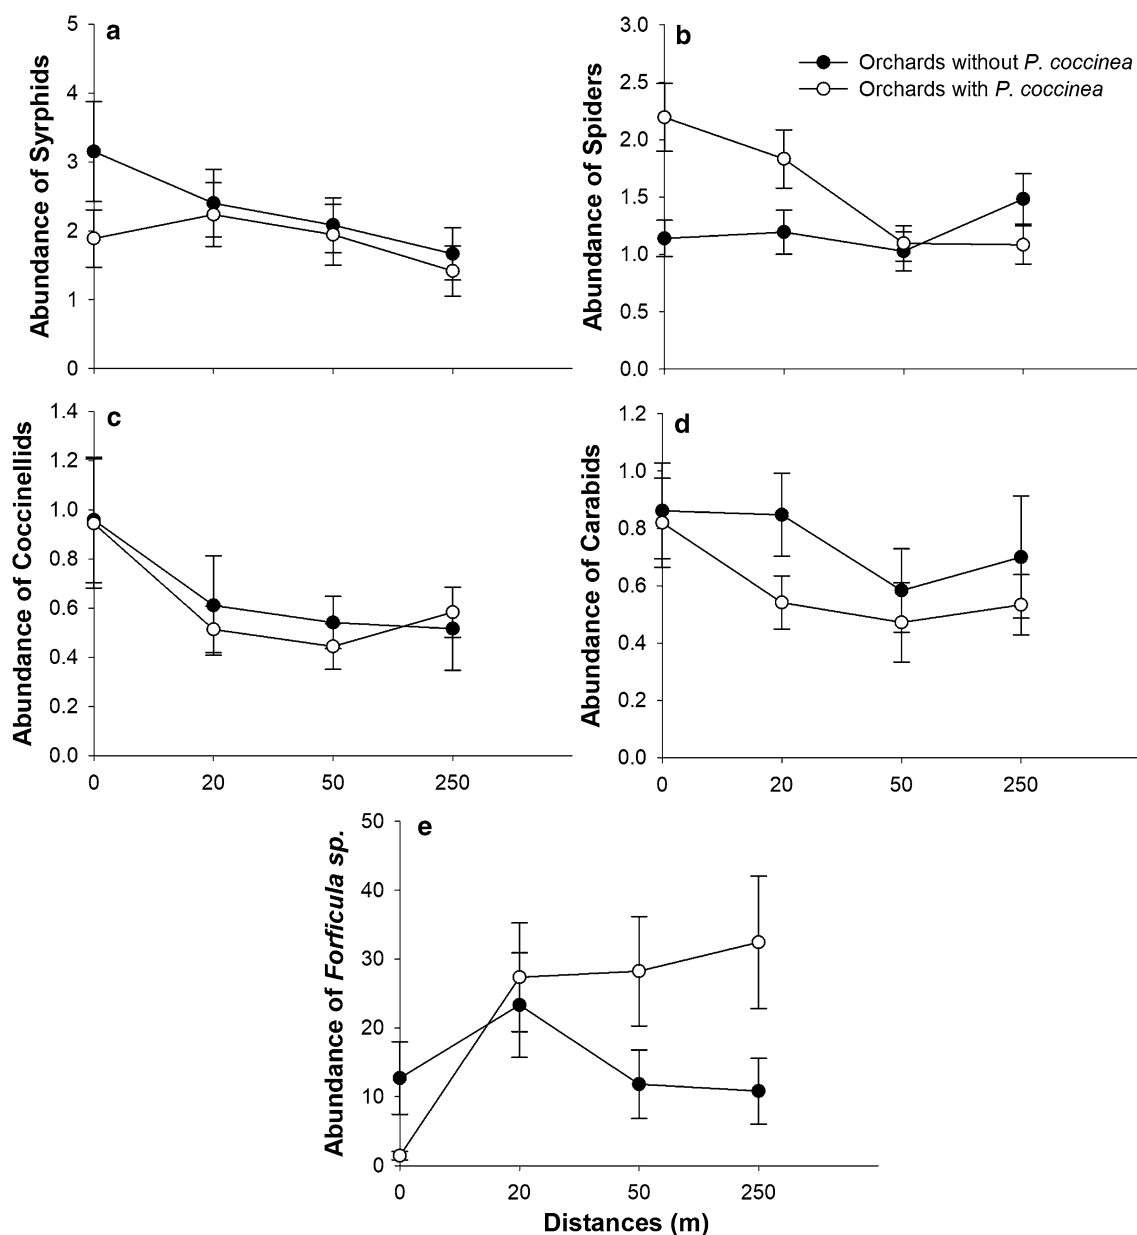 a
5
4
3
2
1
0
Abundance of Syrphids
b
3.0
2.5
2.0
1.5
1.0
0.5
0.0
Abundance of Spiders
Orchards without P. coccinea
Orchards with P. coccinea
c
1.4
1.2
1.0
0.8
0.6
0.4
0.2
0.0
Abundance of Coccinellids
0 20 50 250
d
1.2
1.0
0.8
0.6
0.4
0.2
0.0
Abundance of Carabids
0 20 50 250
e
50
40
30
20
10
0
Abundance of Forficula sp.
0 20 50 250
Distances (m)